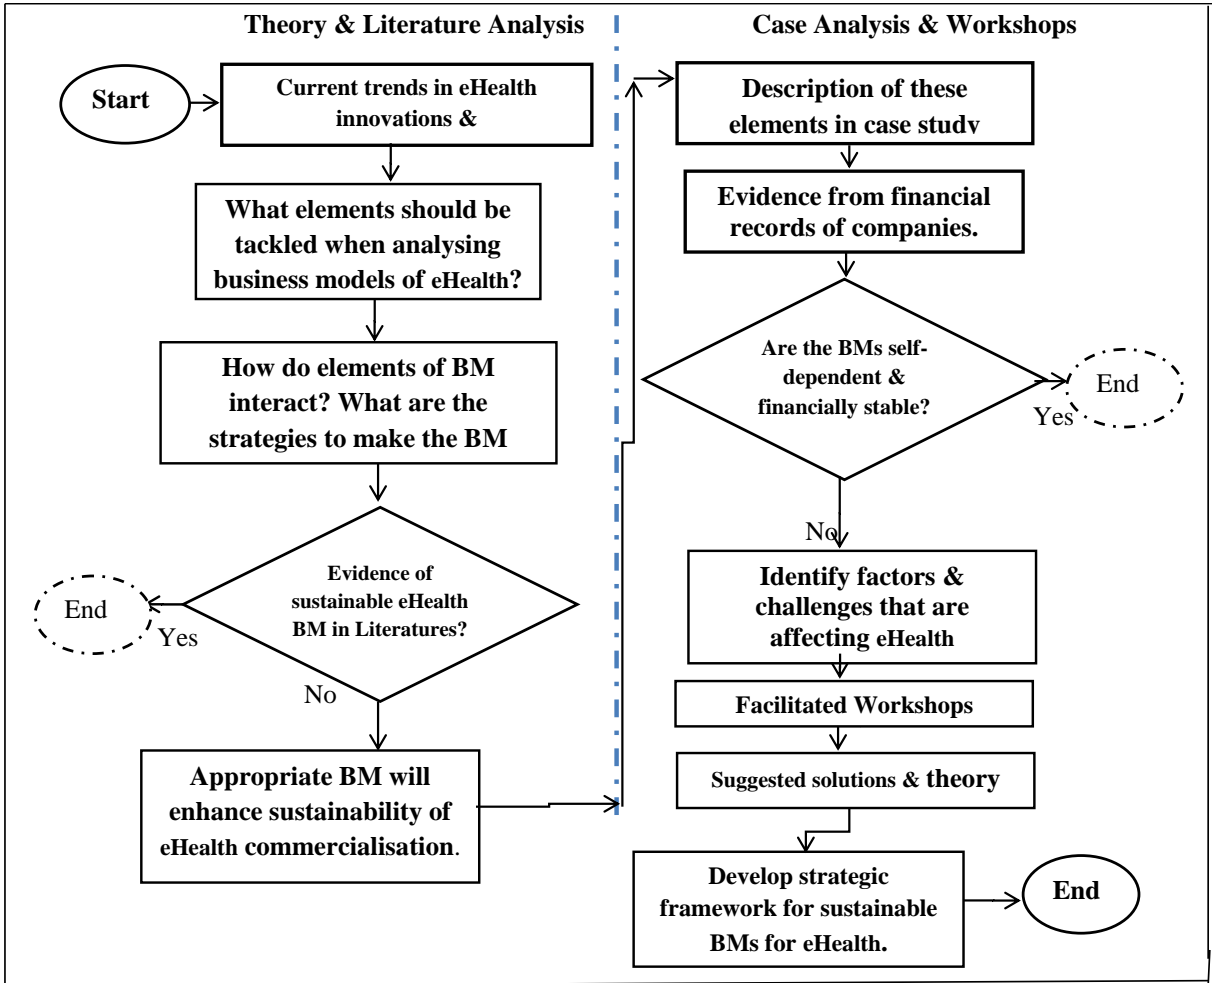 Theory & Literature Analysis
Start
Current trends in eHealth
innovations &
What elements should be
tackled when analysing
business models of eHealth?
How do elements of BM
interact? What are the
strategies to make the BM
Evidence of
sustainable eHealth
BM in Literatures?
End
Yes
No
Appropriate BM will
enhance sustainability of
eHealth commercialisation.
Case Analysis & Workshops
Description of these
elements in case study
Evidence from financial
records of companies.
Are the BMs self-
dependent &
financially stable?
End
Yes
No
Identify factors &
challenges that are
affecting eHealth
Facilitated Workshops
Suggested solutions & theory
Develop strategic
framework for sustainable
BMs for eHealth.
End